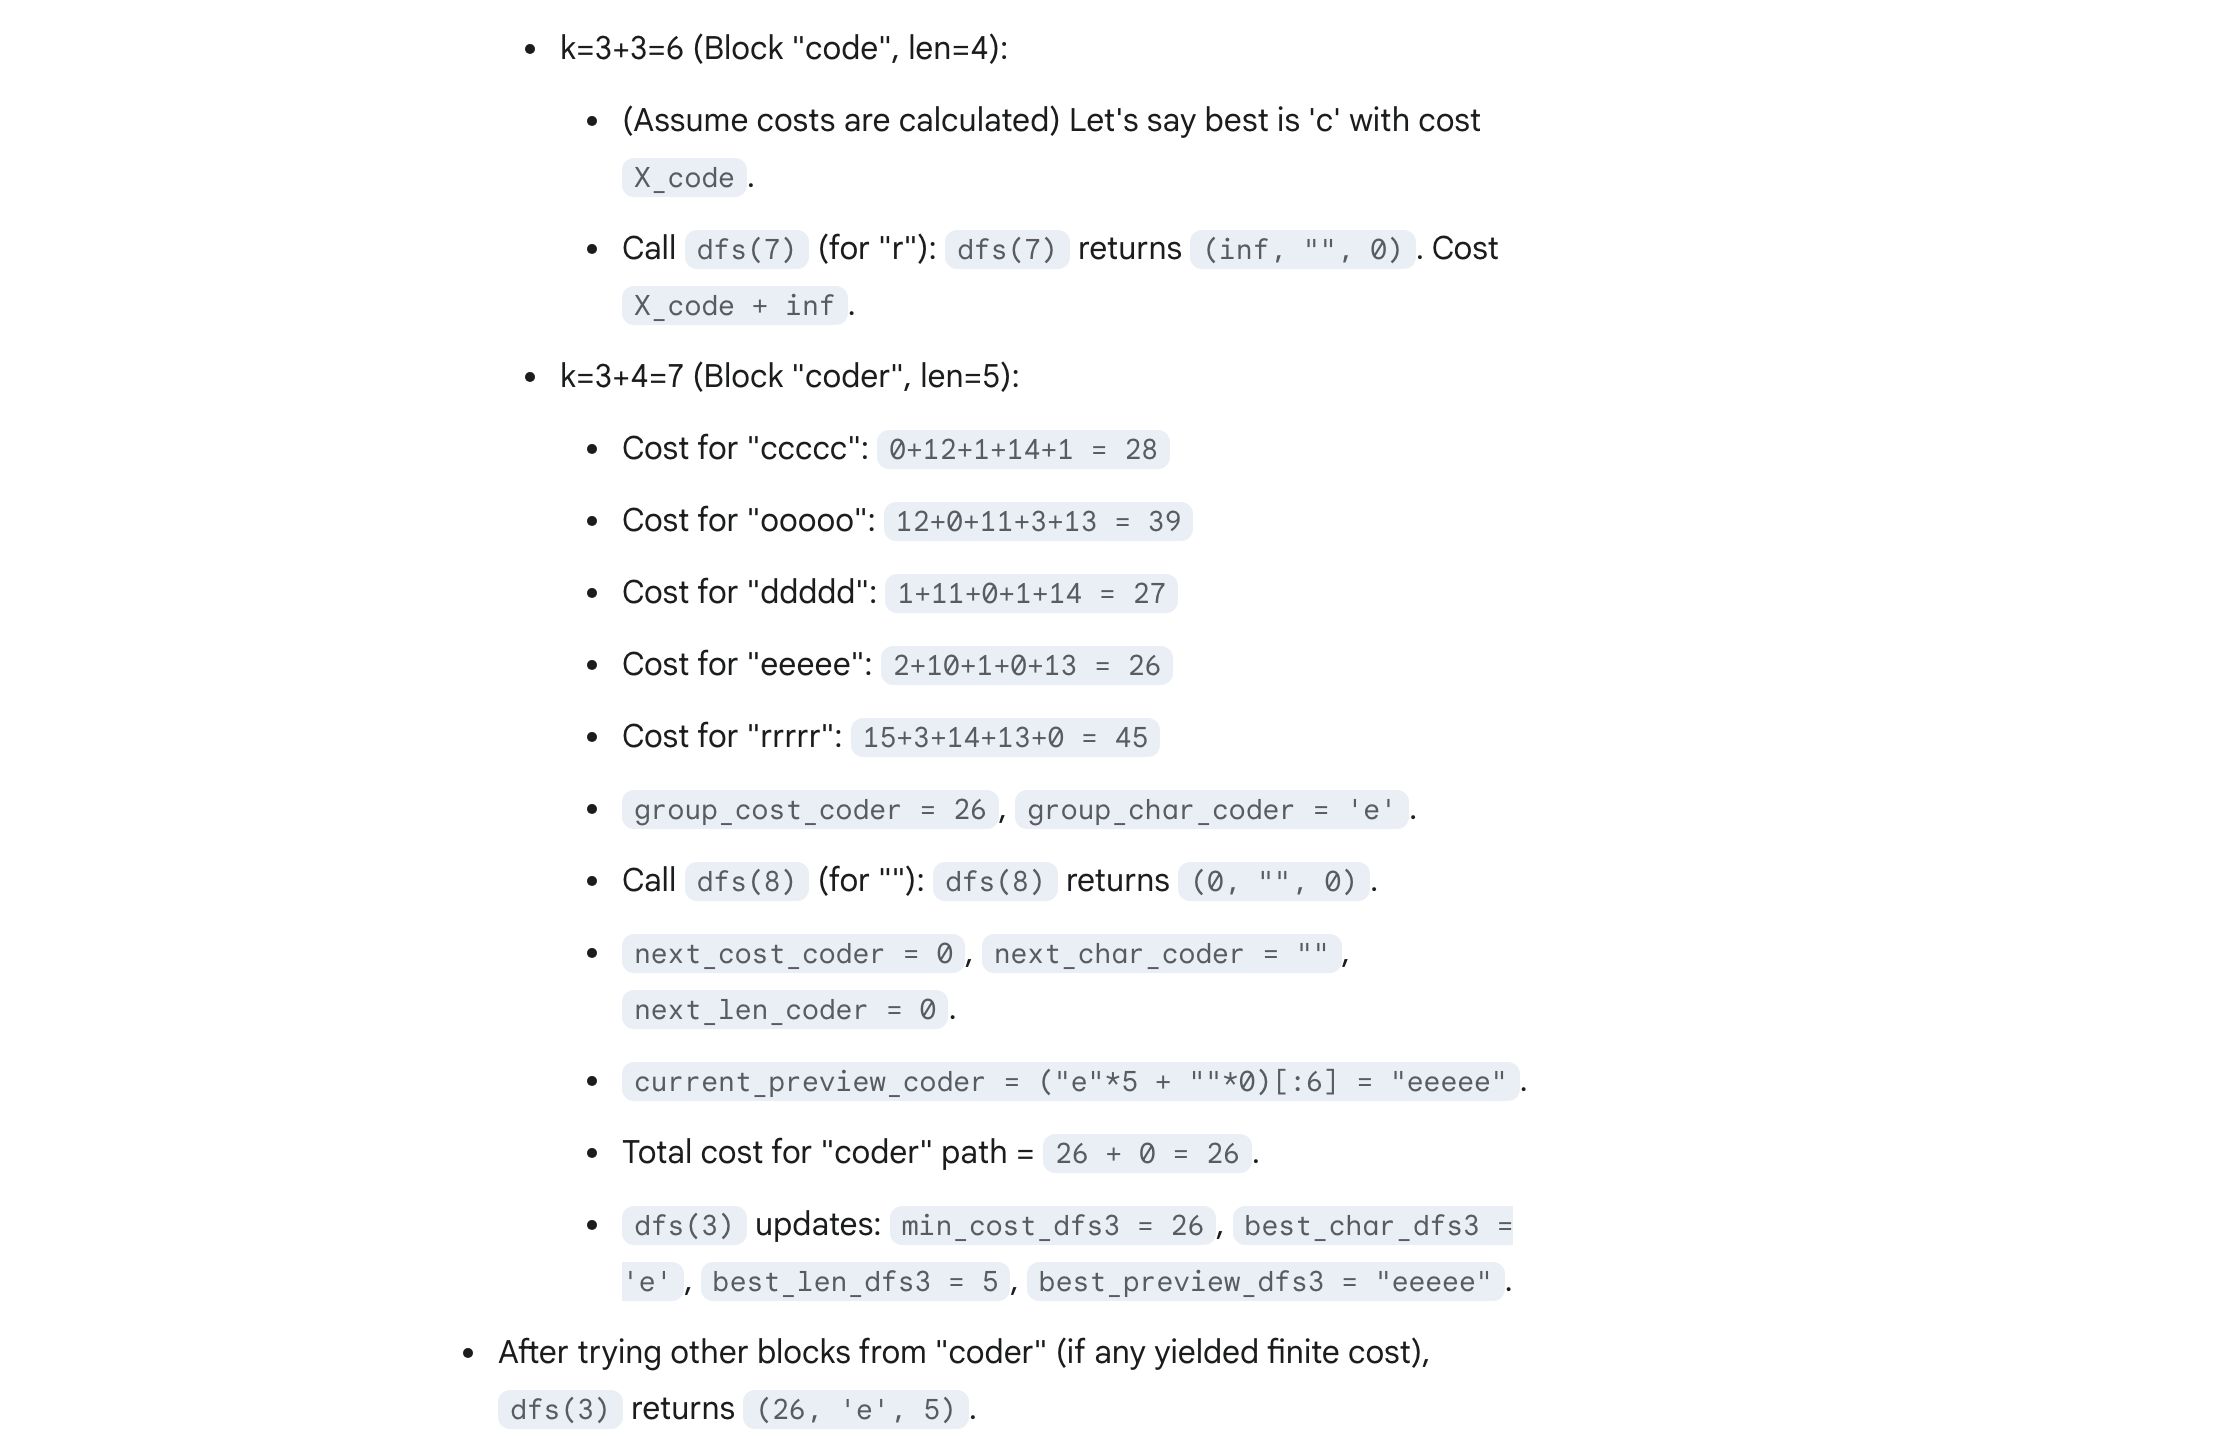 • k=3+3=6 (Block "code", len=4):
• (Assume costs are calculated) Let's say best is 'c' with cost
X_code.
• Call dfs(7) (for "r"): dfs(7) returns (inf, "", 0). Cost
X_code + inf.
• k=3+4=7 (Block "coder", len=5):
• Cost for "ccccc": 0+12+1+14+1 = 28
• Cost for "ooooo": 12+0+11+3+13 = 39
• Cost for "ddddd": 1+11+0+1+14 = 27
• Cost for "eeeee": 2+10+1+0+13 = 26
• Cost for "rrrrr": 15+3+14+13+0 = 45
• group_cost_coder = 26, group_char_coder = 'e'.
• Call dfs(8) (for ""): dfs(8) returns (0, "", 0).
• next_cost_coder = 0, next_char_coder = "",
next_len_coder = 0.
• current_preview_coder = ("e"*5 + ""*0)[:6] = "eeeee".
• Total cost for "coder" path = 26 + 0 = 26.
• dfs(3) updates: min_cost_dfs3 = 26, best_char_dfs3 =
'e', best_len_dfs3 = 5, best_preview_dfs3 = "eeeee".
• After trying other blocks from "coder" (if any yielded finite cost),
dfs(3) returns (26, 'e', 5).